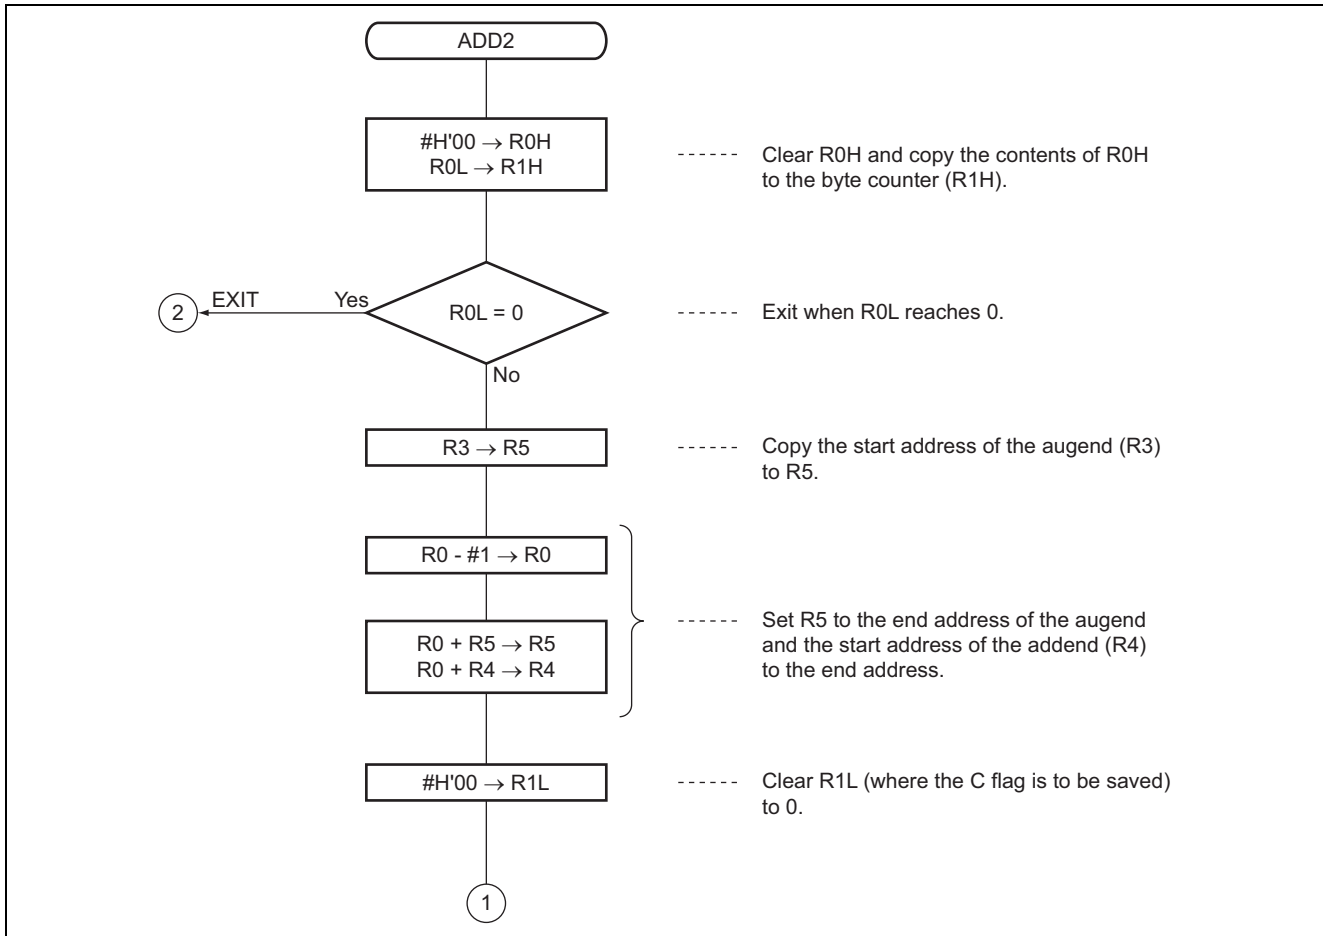 ADD2
#H'00 → R0H
R0L → R1H
Clear R0H and copy the contents of R0H
to the byte counter (R1H).
2
EXIT
Yes
R0L = 0
Exit when R0L reaches 0.
No
R3 → R5
Copy the start address of the augend (R3)
to R5.
R0 - #1 → R0
R0 + R5 → R5
R0 + R4 → R4
Set R5 to the end address of the augend
and the start address of the addend (R4)
to the end address.
#H'00 → R1L
Clear R1L (where the C flag is to be saved)
to 0.
1